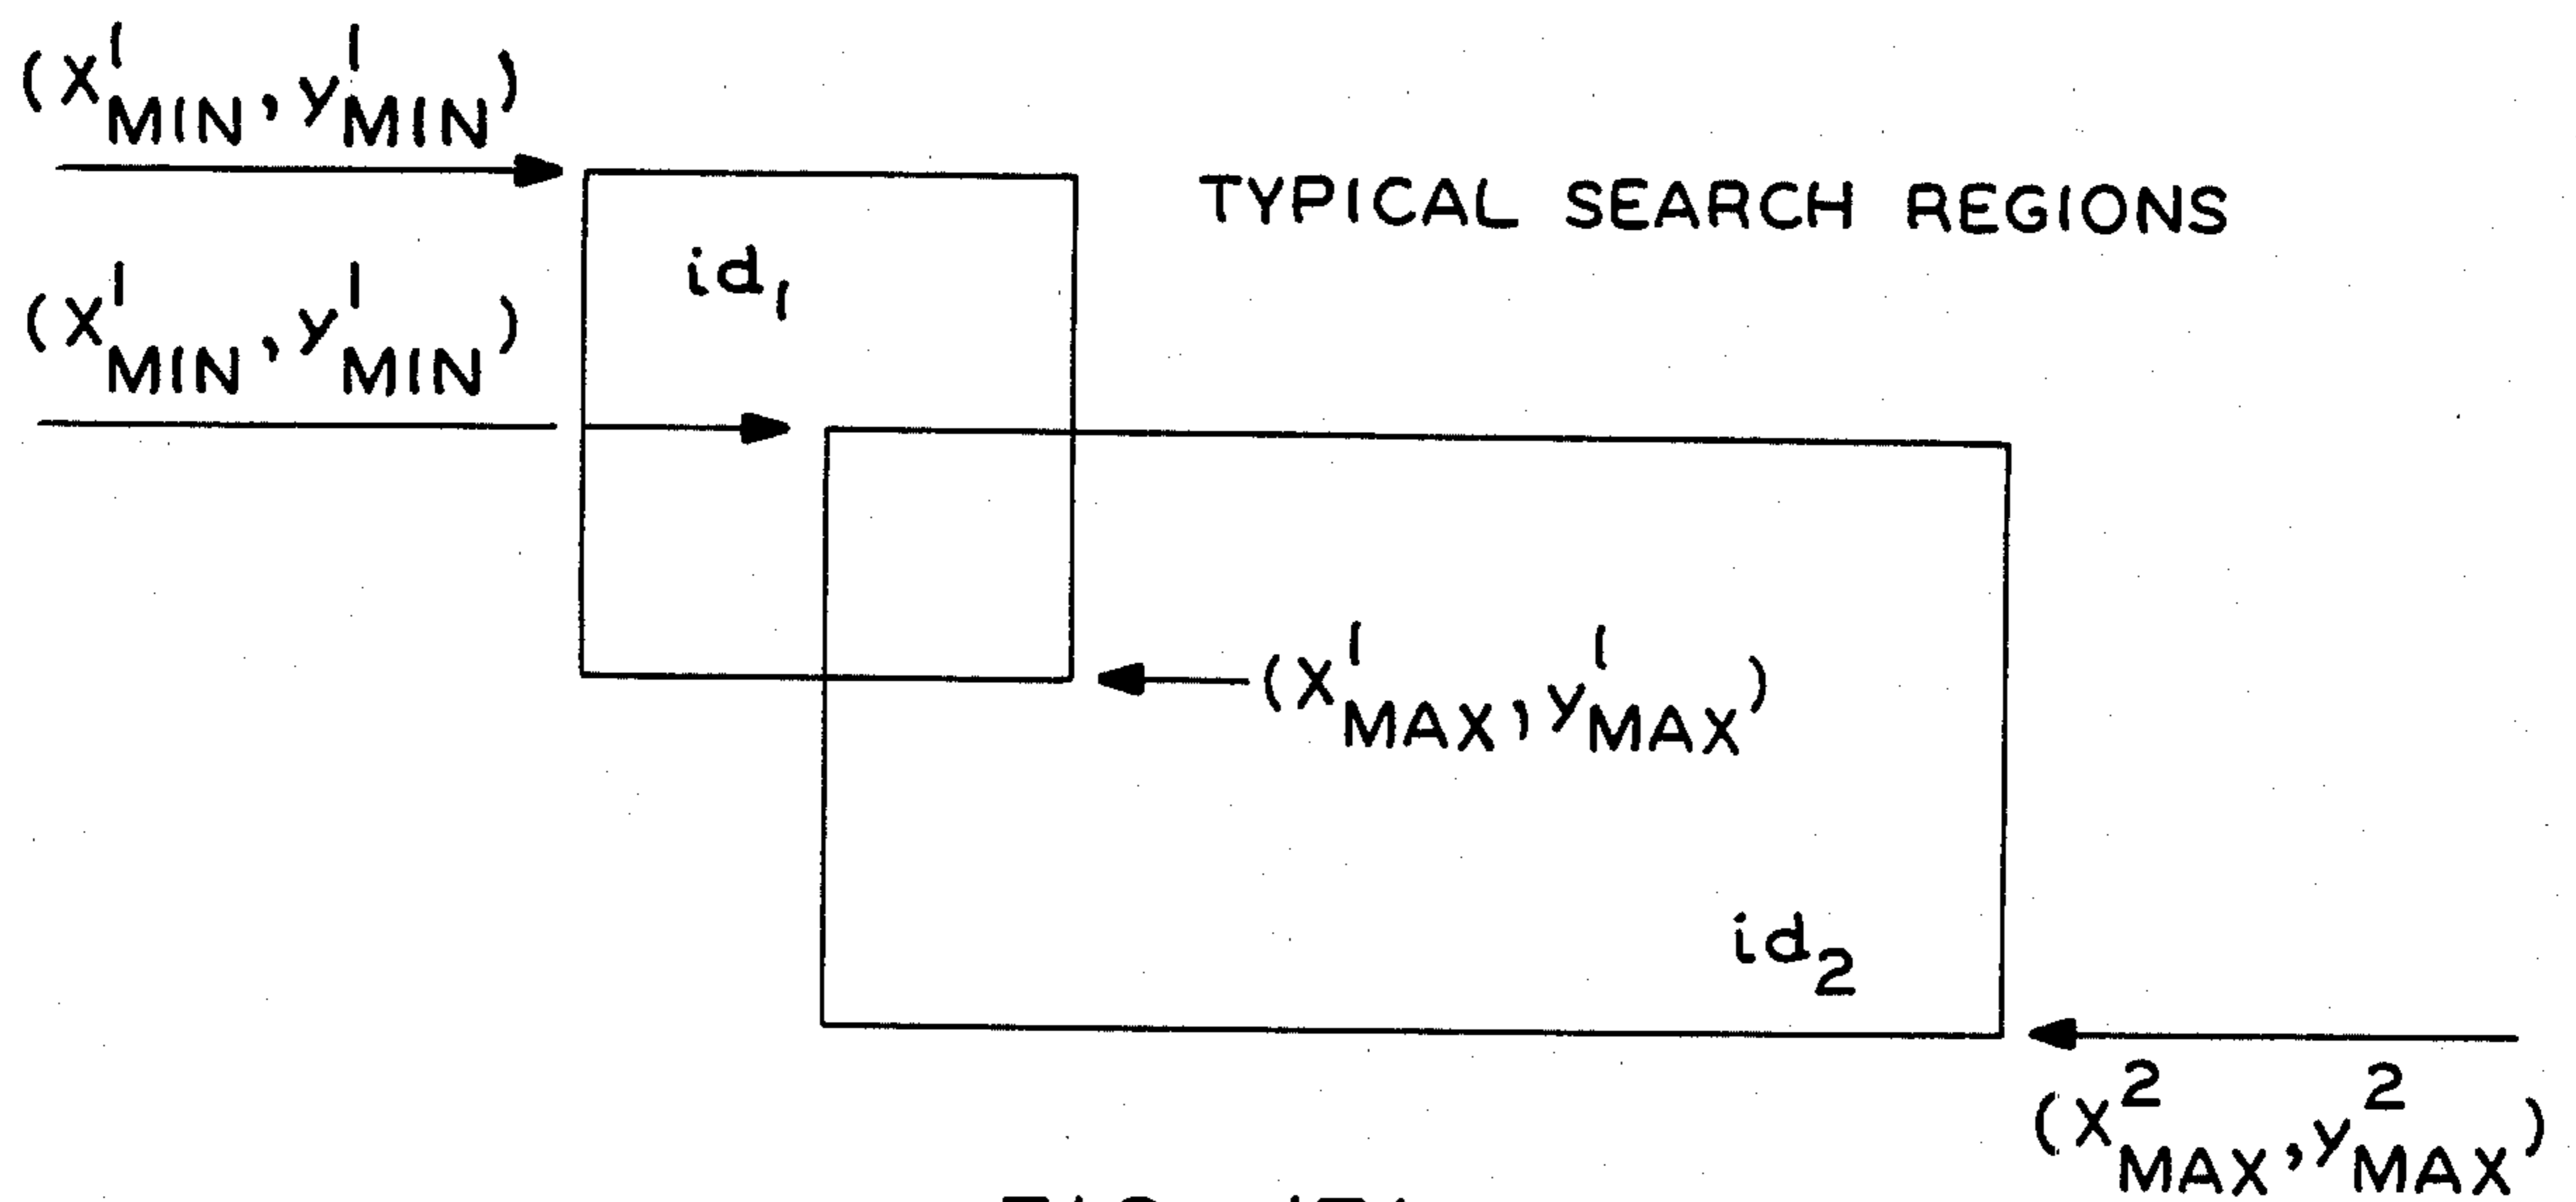 (x¹MIN, y¹MIN)
TYPICAL SEARCH REGIONS
id₁
(x¹MIN, y¹MIN)
(x¹MAX, y¹MAX)
id₂
(x²MAX, y²MAX)